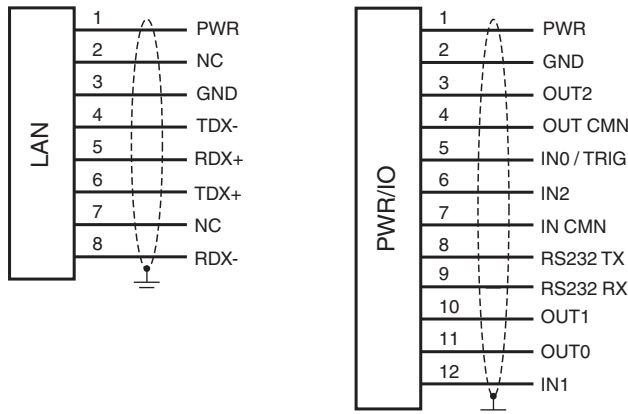 LAN
1 PWR
2 NC
3 GND
4 TDX-
5 RDX+
6 TDX+
7 NC
8 RDX-
PWR/IO
1 PWR
2 GND
3 OUT2
4 OUT CMN
5 IN0 / TRIG
6 IN2
7 IN CMN
8 RS232 TX
9 RS232 RX
10 OUT1
11 OUT0
12 IN1